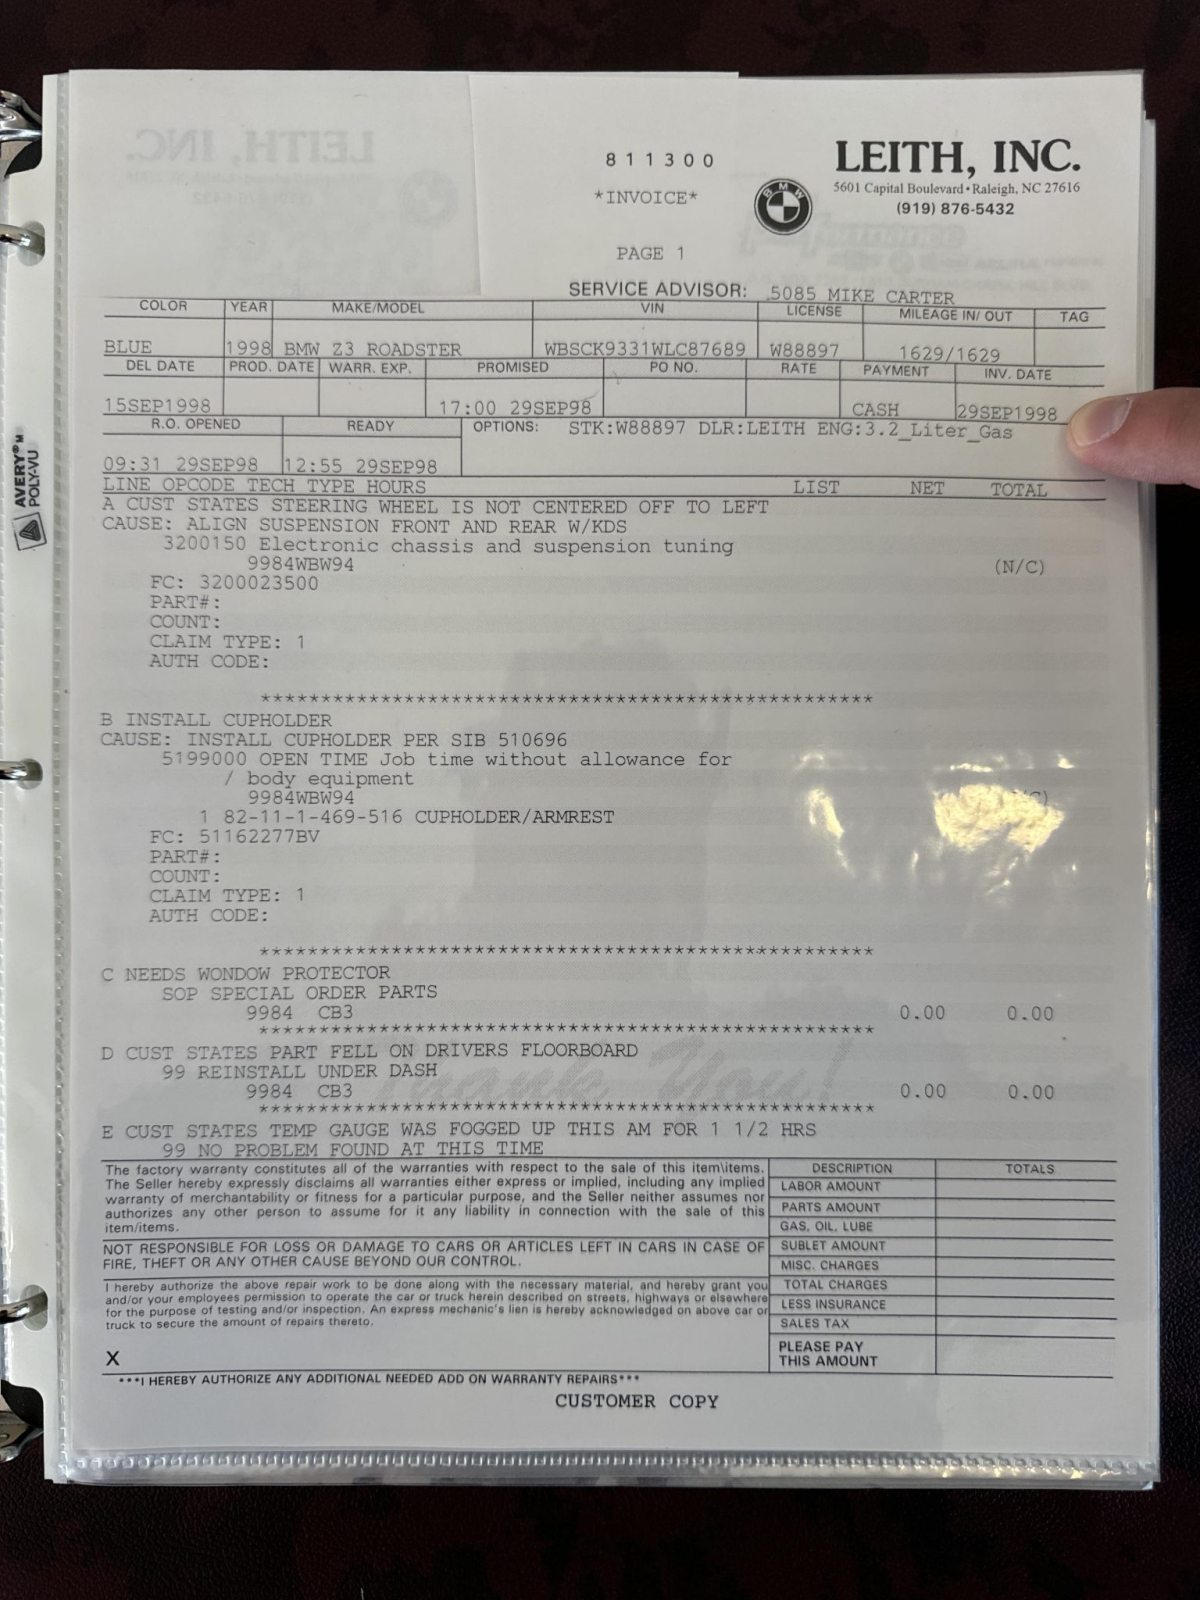 811300
*INVOICE*
PAGE 1
BMW
LEITH, INC.
5601 Capital Boulevard • Raleigh, NC 27616
(919) 876-5432
SERVICE ADVISOR: 5085 MIKE CARTER
COLOR YEAR MAKE/MODEL VIN LICENSE MILEAGE IN/ OUT TAG
BLUE 1998 BMW Z3 ROADSTER WBSCK9331WLC87689 W88897 1629/1629
DEL DATE PROD. DATE WARR. EXP. PROMISED PO NO. RATE PAYMENT INV. DATE
15SEP1998 17:00 29SEP98 CASH 29SEP1998
R.O. OPENED READY OPTIONS: STK:W88897 DLR:LEITH ENG:3.2_Liter_Gas
09:31 29SEP98 12:55 29SEP98
LINE OPCODE TECH TYPE HOURS LIST NET TOTAL
A CUST STATES STEERING WHEEL IS NOT CENTERED OFF TO LEFT
CAUSE: ALIGN SUSPENSION FRONT AND REAR W/KDS
3200150 Electronic chassis and suspension tuning
9984WBW94 (N/C)
FC: 3200023500
PART#:
COUNT:
CLAIM TYPE: 1
AUTH CODE:
***************************************************
B INSTALL CUPHOLDER
CAUSE: INSTALL CUPHOLDER PER SIB 510696
5199000 OPEN TIME Job time without allowance for
/ body equipment
9984WBW94
1 82-11-1-469-516 CUPHOLDER/ARMREST
FC: 51162277BV
PART#:
COUNT:
CLAIM TYPE: 1
AUTH CODE:
***************************************************
C NEEDS WONDOW PROTECTOR
SOP SPECIAL ORDER PARTS
9984 CB3 0.00 0.00
***************************************************
D CUST STATES PART FELL ON DRIVERS FLOORBOARD
99 REINSTALL UNDER DASH
9984 CB3 0.00 0.00
***************************************************
Thank You!
E CUST STATES TEMP GAUGE WAS FOGGED UP THIS AM FOR 1 1/2 HRS
99 NO PROBLEM FOUND AT THIS TIME
The factory warranty constitutes all of the warranties with respect to the sale of this item\items.
The Seller hereby expressly disclaims all warranties either express or implied, including any implied
warranty of merchantability or fitness for a particular purpose, and the Seller neither assumes nor
authorizes any other person to assume for it any liability in connection with the sale of this
item/items.
NOT RESPONSIBLE FOR LOSS OR DAMAGE TO CARS OR ARTICLES LEFT IN CARS IN CASE OF
FIRE, THEFT OR ANY OTHER CAUSE BEYOND OUR CONTROL.
I hereby authorize the above repair work to be done along with the necessary material, and hereby grant you
and/or your employees permission to operate the car or truck herein described on streets, highways or elsewhere
for the purpose of testing and/or inspection. An express mechanic's lien is hereby acknowledged on above car or
truck to secure the amount of repairs thereto.
X
DESCRIPTION TOTALS
LABOR AMOUNT
PARTS AMOUNT
GAS, OIL, LUBE
SUBLET AMOUNT
MISC. CHARGES
TOTAL CHARGES
LESS INSURANCE
SALES TAX
PLEASE PAY
THIS AMOUNT
***I HEREBY AUTHORIZE ANY ADDITIONAL NEEDED ADD ON WARRANTY REPAIRS***
CUSTOMER COPY
AVERY™
POLY-VU